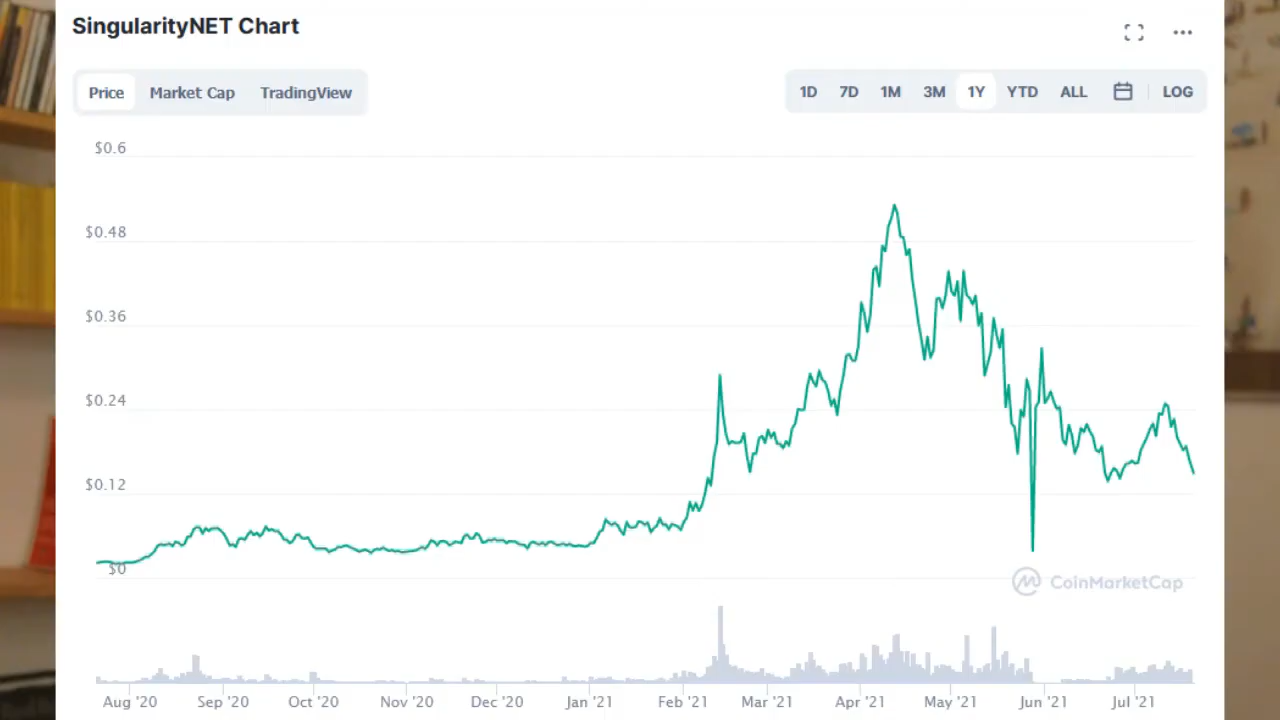 SingularityNET Chart
Price Market Cap TradingView
1D 7D 1M 3M 1Y YTD ALL LOG
$0.6
$0.48
$0.36
$0.24
$0.12
$0
CoinMarketCap
Aug '20 Sep '20 Oct '20 Nov '20 Dec '20 Jan '21 Feb '21 Mar '21 Apr '21 May '21 Jun '21 Jul '21